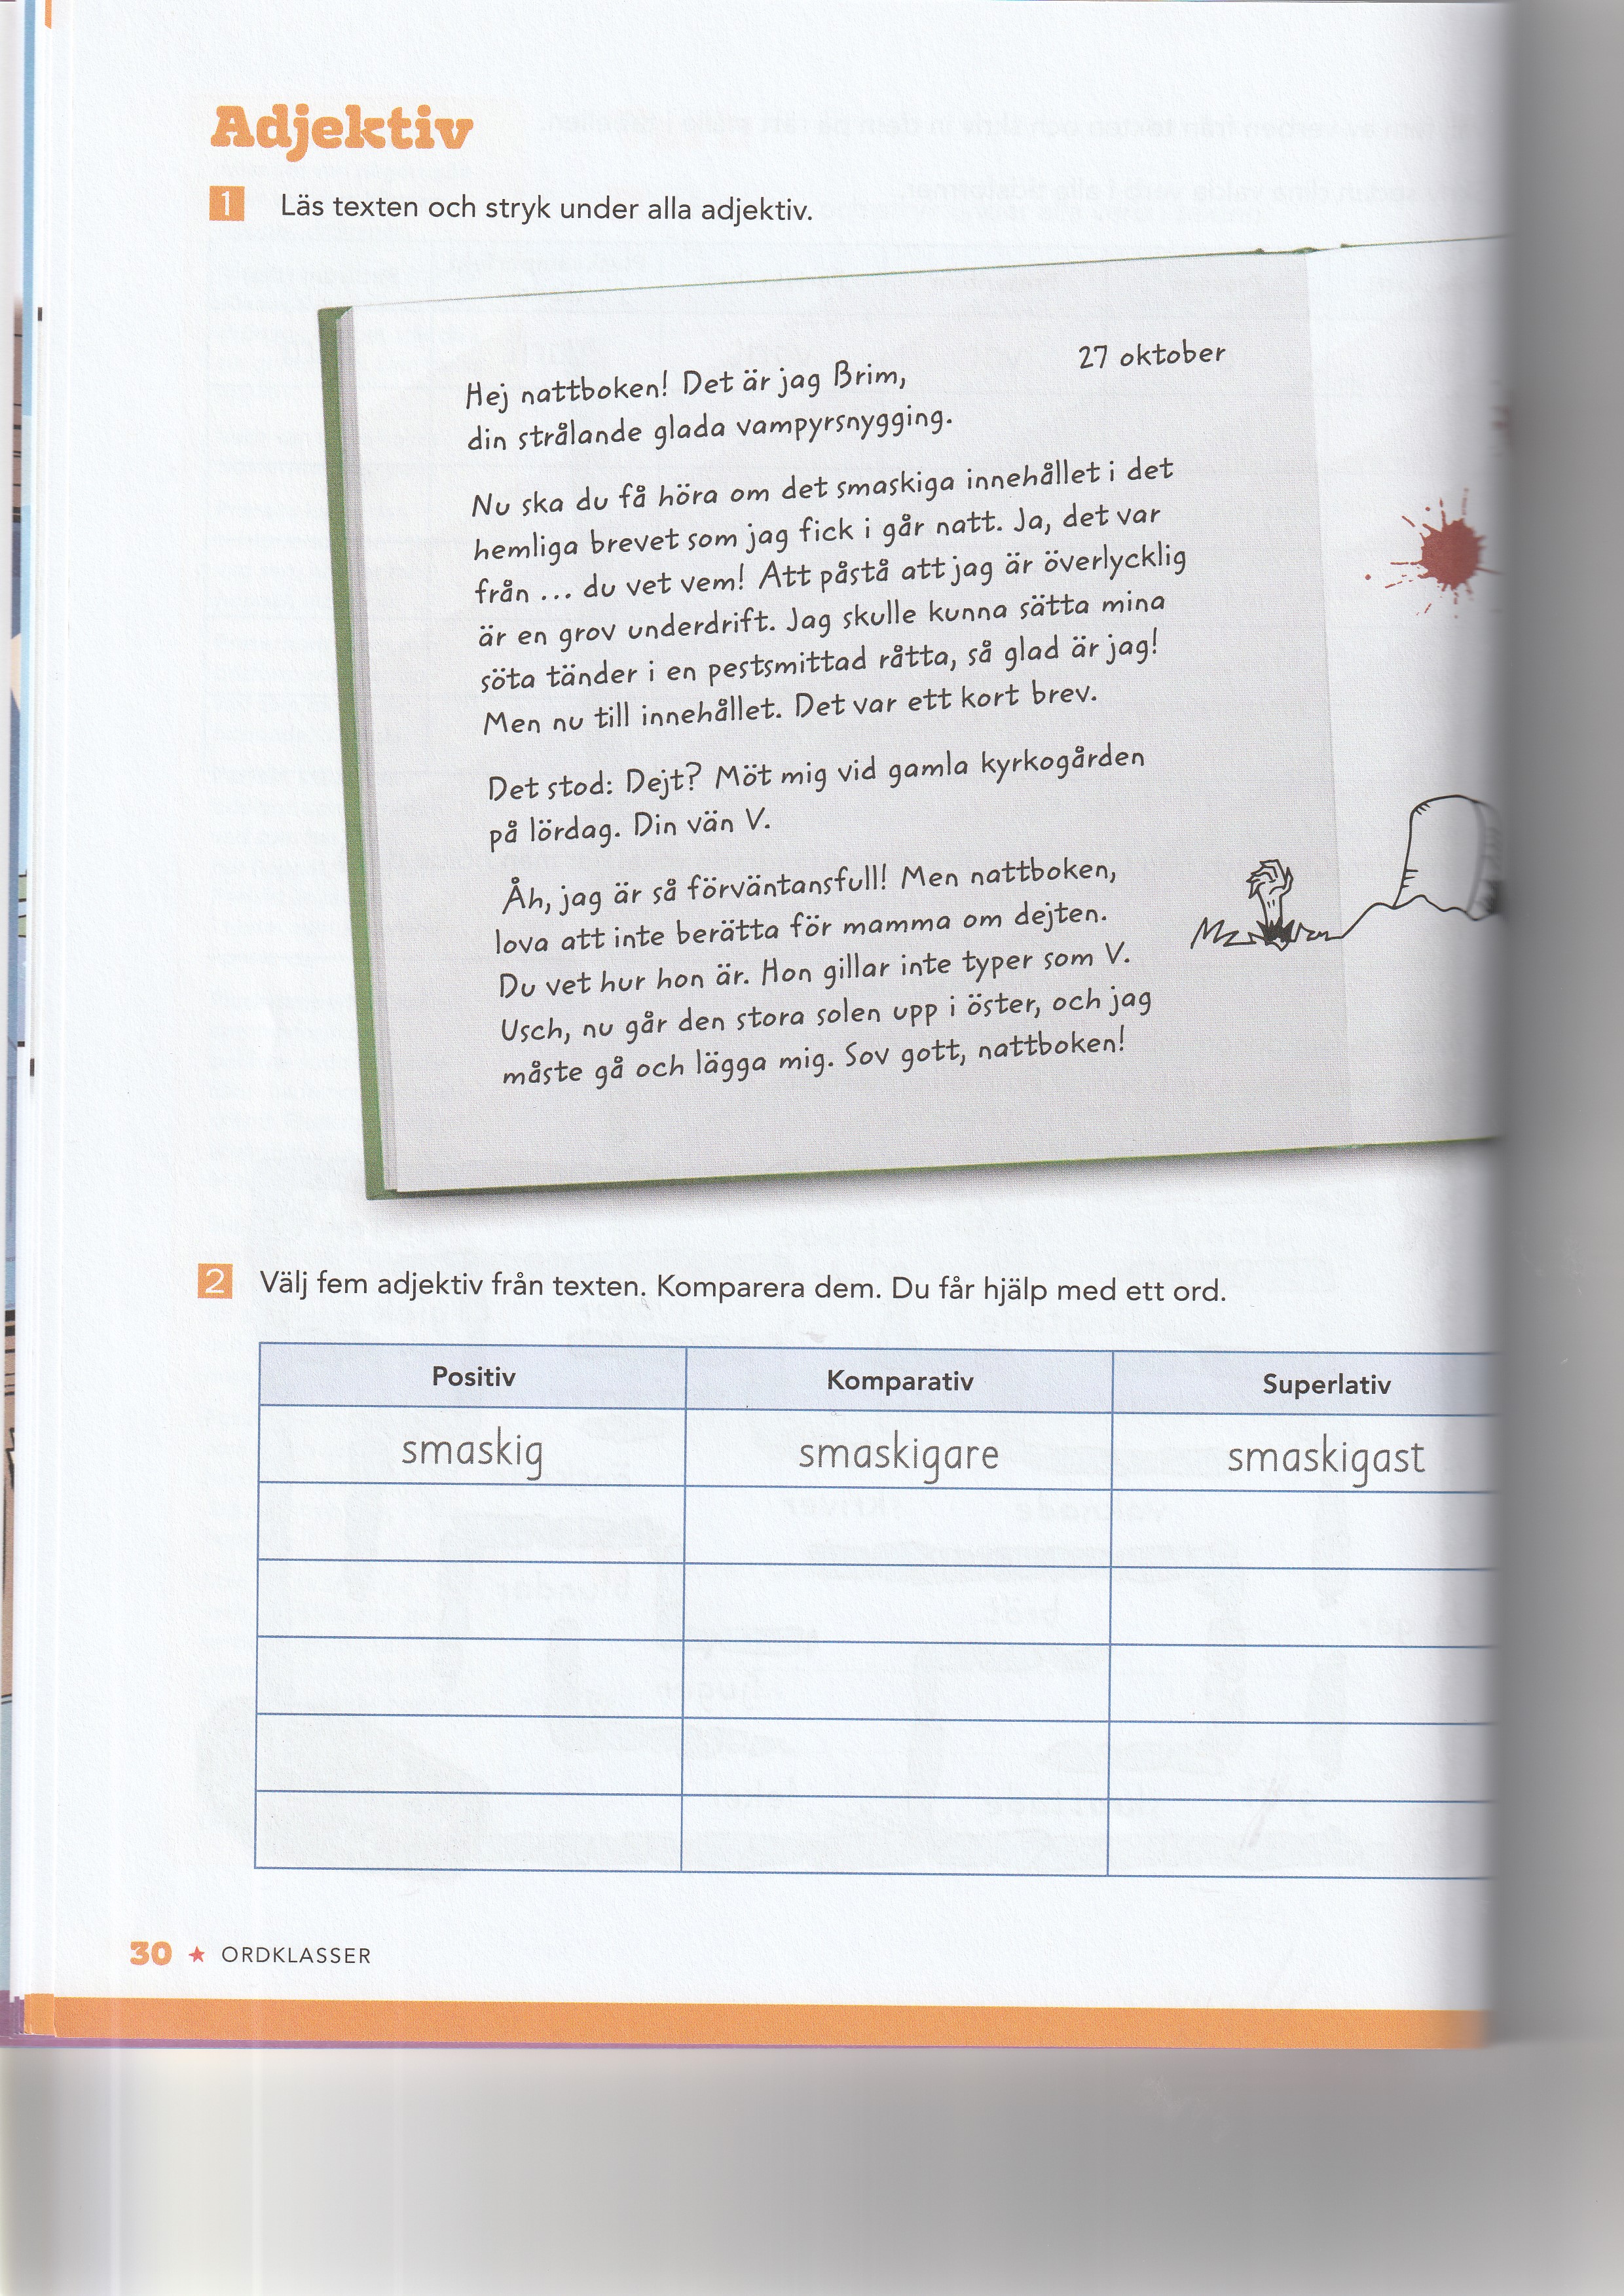 Adjektiv
1 Läs texten och stryk under alla adjektiv.
27 oktober
Hej nattboken! Det är jag Brim,
din strålande glada vampyrsnygging.
Nu ska du få höra om det smaskiga innehållet i det
hemliga brevet som jag fick i går natt. Ja, det var
från ... du vet vem! Att påstå att jag är överlycklig
är en grov underdrift. Jag skulle kunna sätta mina
söta tänder i en pestsmittad råtta, så glad är jag!
Men nu till innehållet. Det var ett kort brev.
Det stod: Dejt? Möt mig vid gamla kyrkogården
på lördag. Din vän V.
Åh, jag är så förväntansfull! Men nattboken,
lova att inte berätta för mamma om dejten.
Du vet hur hon är. Hon gillar inte typer som V.
Usch, nu går den stora solen upp i öster, och jag
måste gå och lägga mig. Sov gott, nattboken!
2 Välj fem adjektiv från texten. Komparera dem. Du får hjälp med ett ord.
Positiv Komparativ Superlativ
smaskig smaskigare smaskigast
30 ★ ORDKLASSER